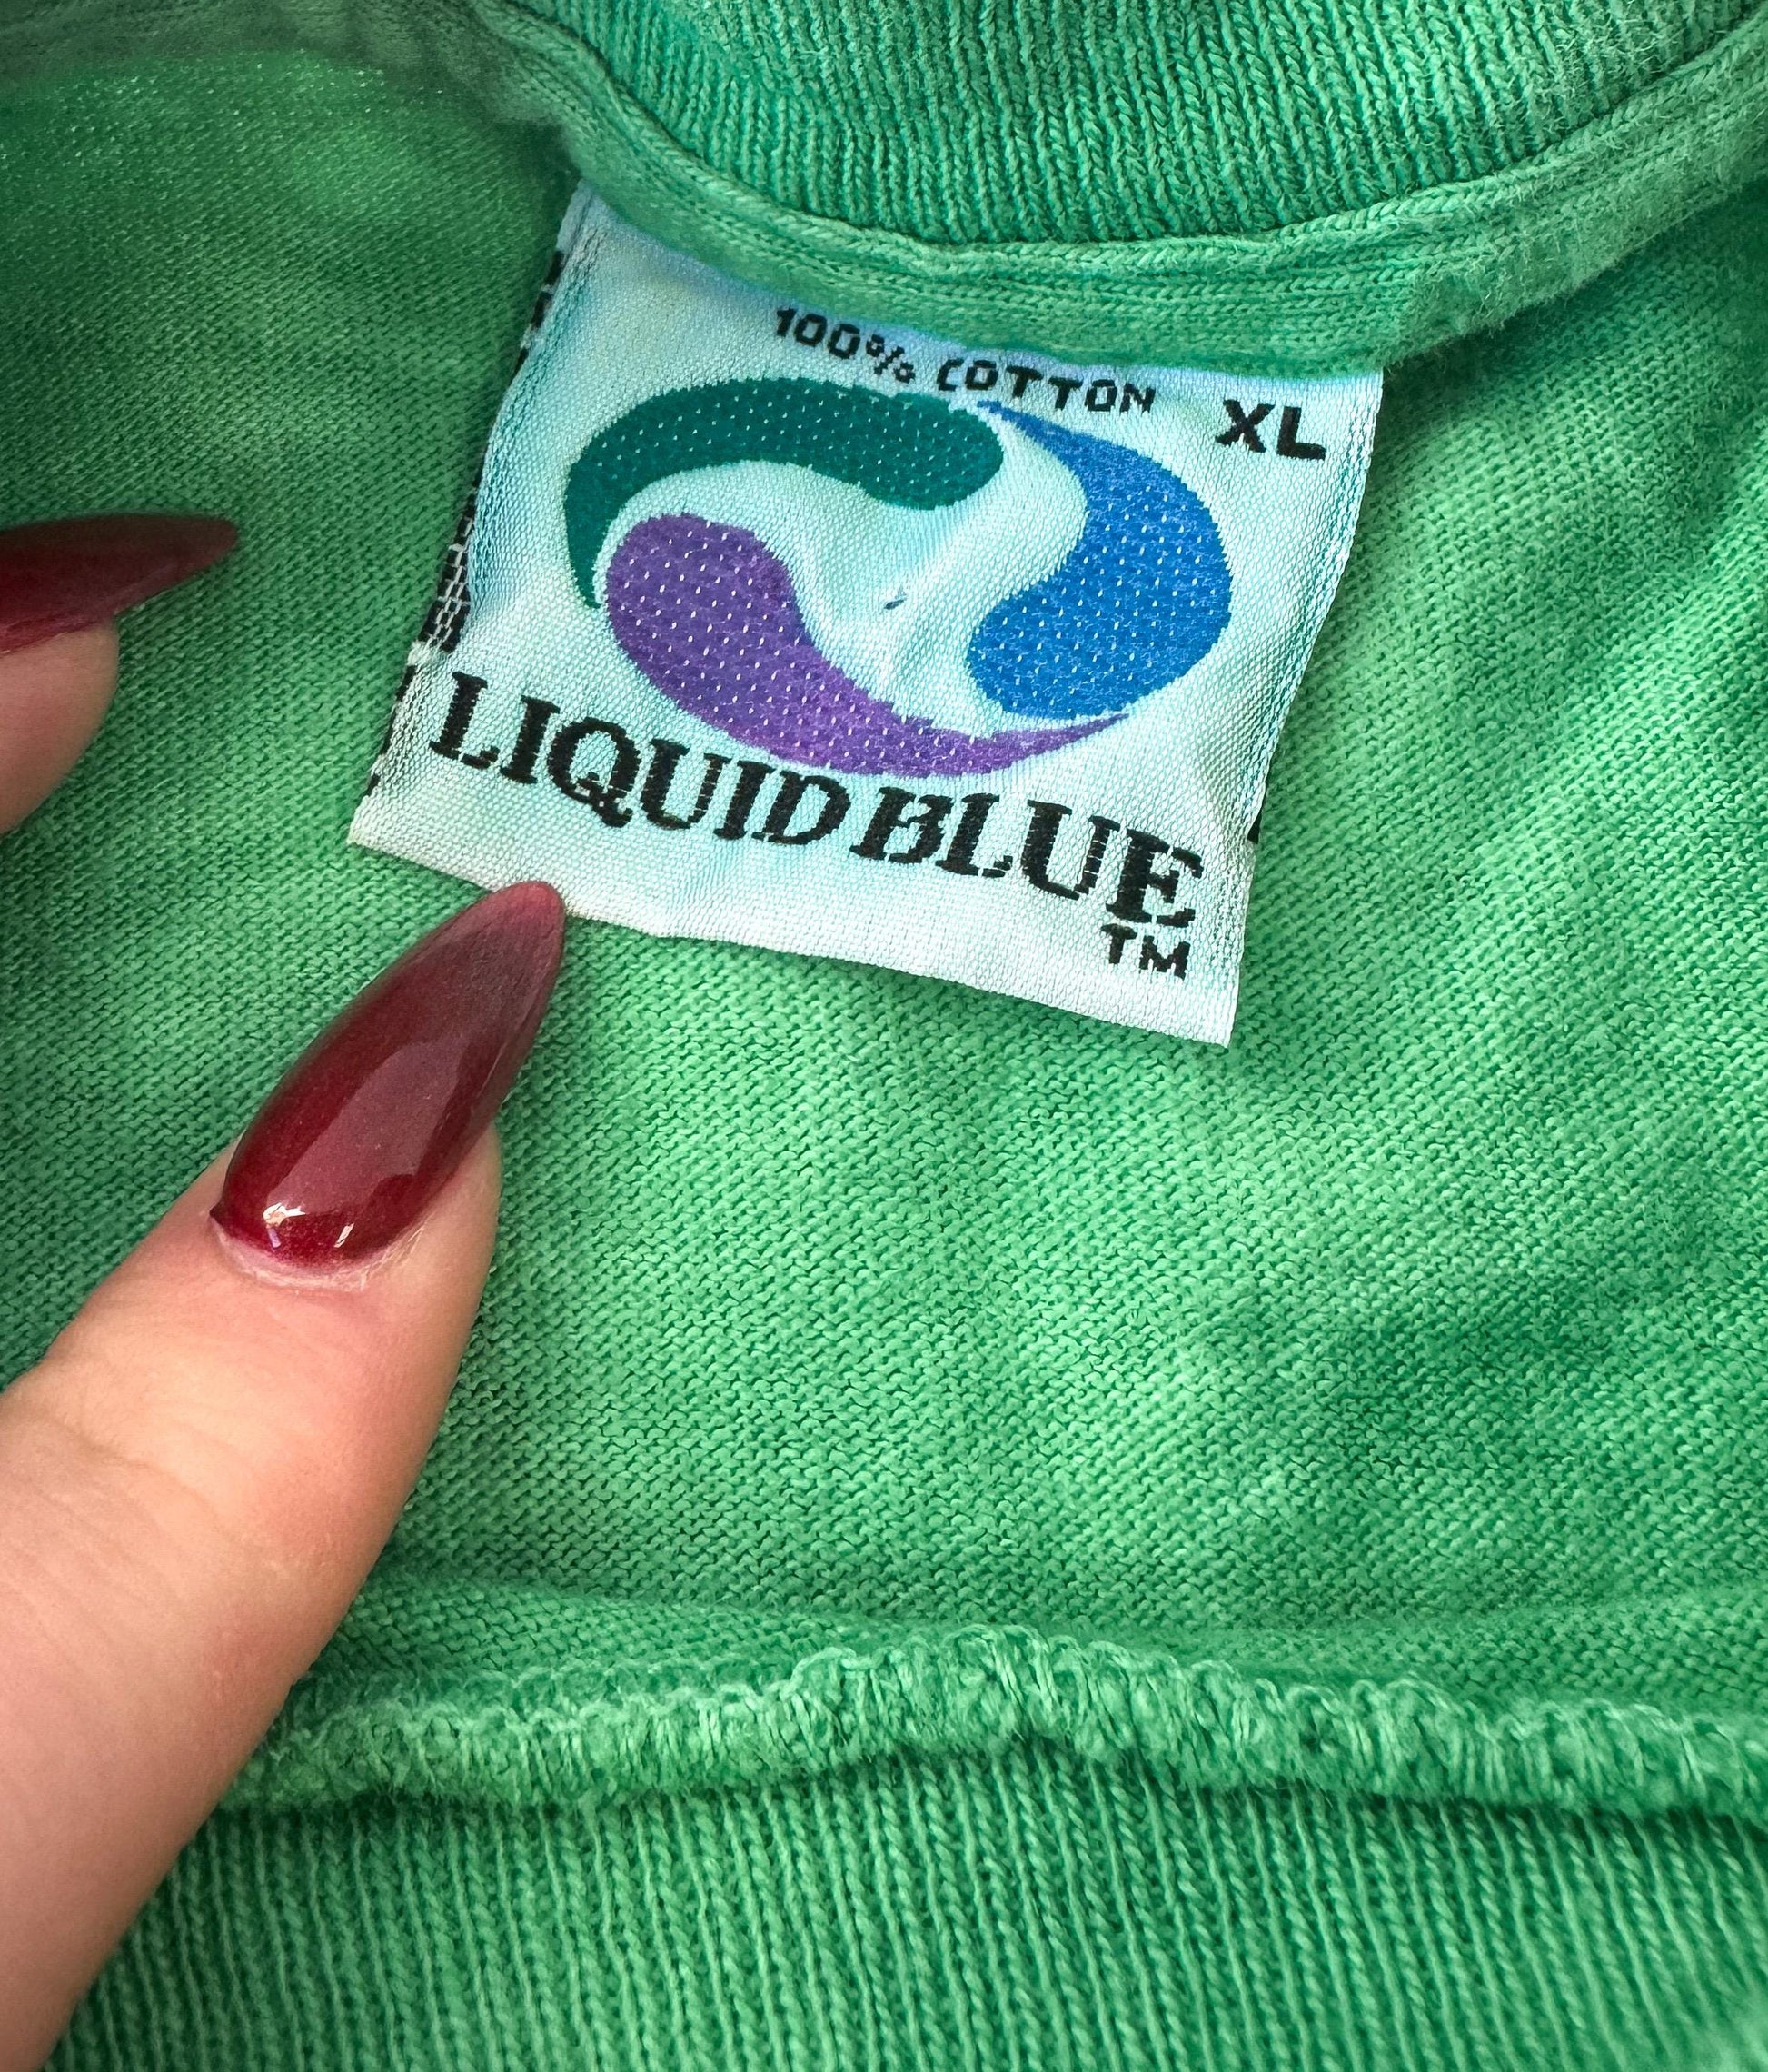 100% COTTON
XL
LIQUID BLUE
TM